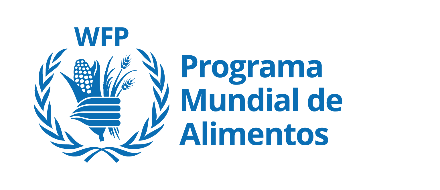 WFP
Programa
Mundial de
Alimentos